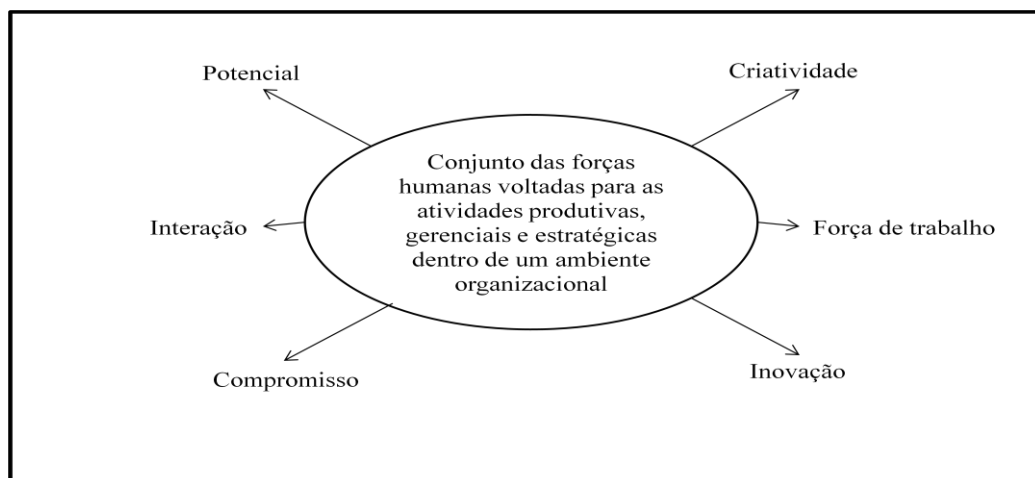 Potencial
Criatividade
Conjunto das forças
humanas voltadas para as
atividades produtivas,
gerenciais e estratégicas
dentro de um ambiente
organizacional
Interação
Força de trabalho
Compromisso
Inovação